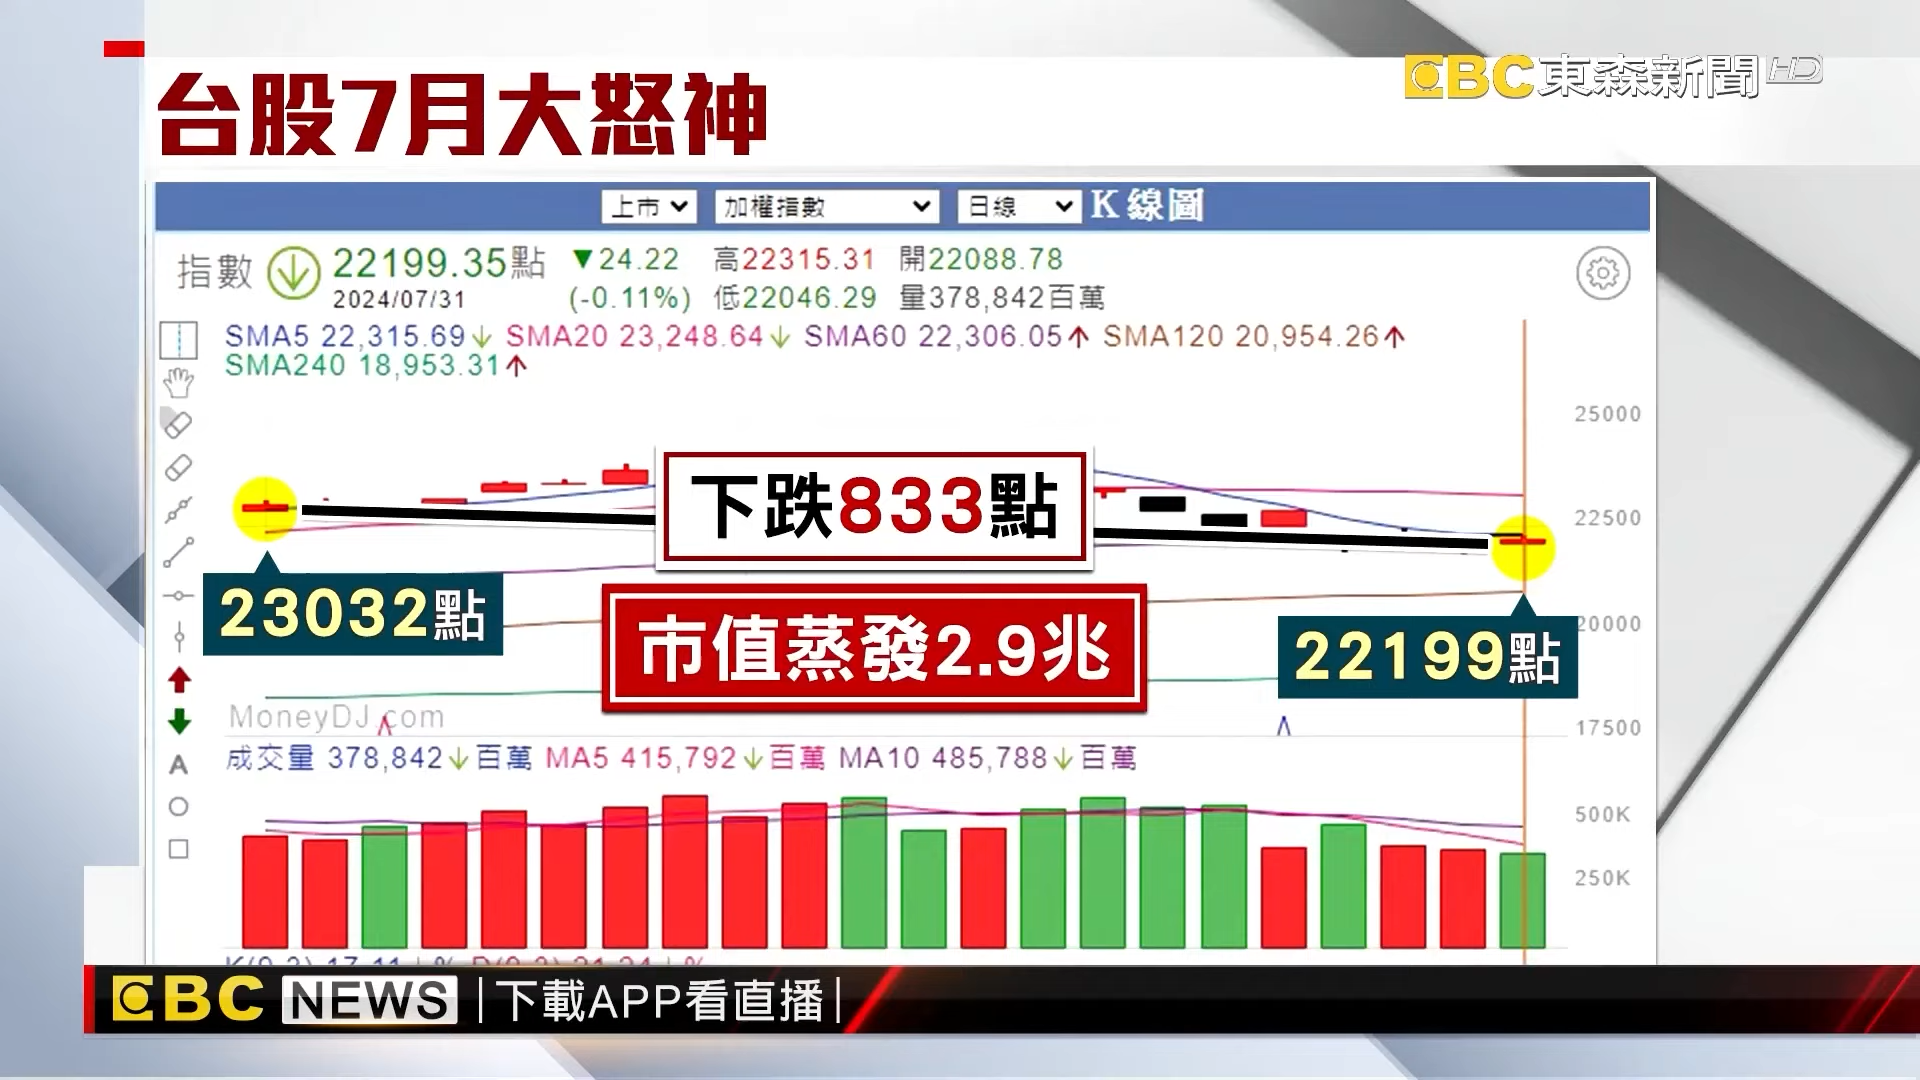 台股7月大怒神
EBC東森新聞HD
上市 加權指數 日線 K線圖
指數 22199.35點 ▼24.22 高22315.31 開22088.78
2024/07/31 (-0.11%) 低22046.29 量378,842百萬
SMA5 22,315.69↓ SMA20 23,248.64↓ SMA60 22,306.05↑ SMA120 20,954.26↑
SMA240 18,953.31↑
25000
下跌833點
22500
23032點
市值蒸發2.9兆
20000
22199點
MoneyDJ.com
17500
成交量 378,842↓百萬 MA5 415,792↓百萬 MA10 485,788↓百萬
A
500K
250K
EBC NEWS 下載APP看直播